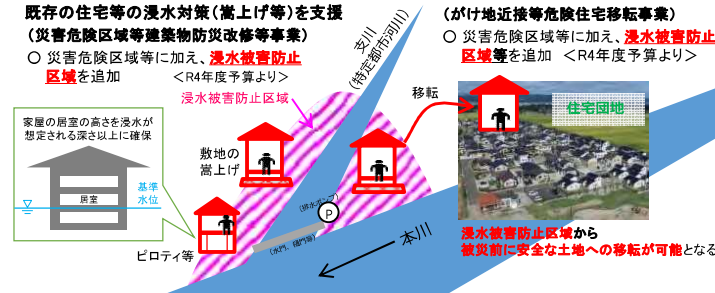 既存の住宅等の浸水対策（嵩上げ等）を支援
（災害危険区域等建築物防災改修等事業）
○ 災害危険区域等に加え、浸水被害防止
区域を追加　　＜R4年度予算より＞
浸水被害防止区域
家屋の居室の高さを浸水が
想定される深さ以上に確保
居室
基準
水位
敷地の
嵩上げ
ピロティ等
支川
（特定都市河川）
（排水ポンプ）
P
（水門、樋門等）
本川
移転
（がけ地近接等危険住宅移転事業）
○ 災害危険区域等に加え、浸水被害防止
区域等を追加　＜R4年度予算より＞
住宅団地
浸水被害防止区域から
被災前に安全な土地への移転が可能となる